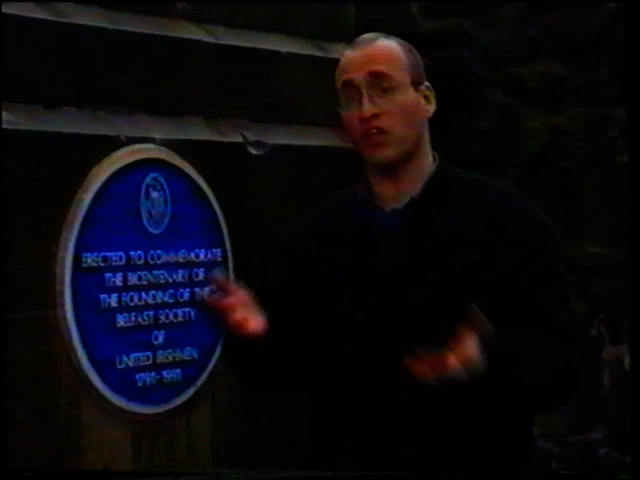 ERECTED TO COMMEMORATE
THE BICENTENARY OF
THE FOUNDING OF THE
BELFAST SOCIETY
OF
UNITED IRISHMEN
1791-1991